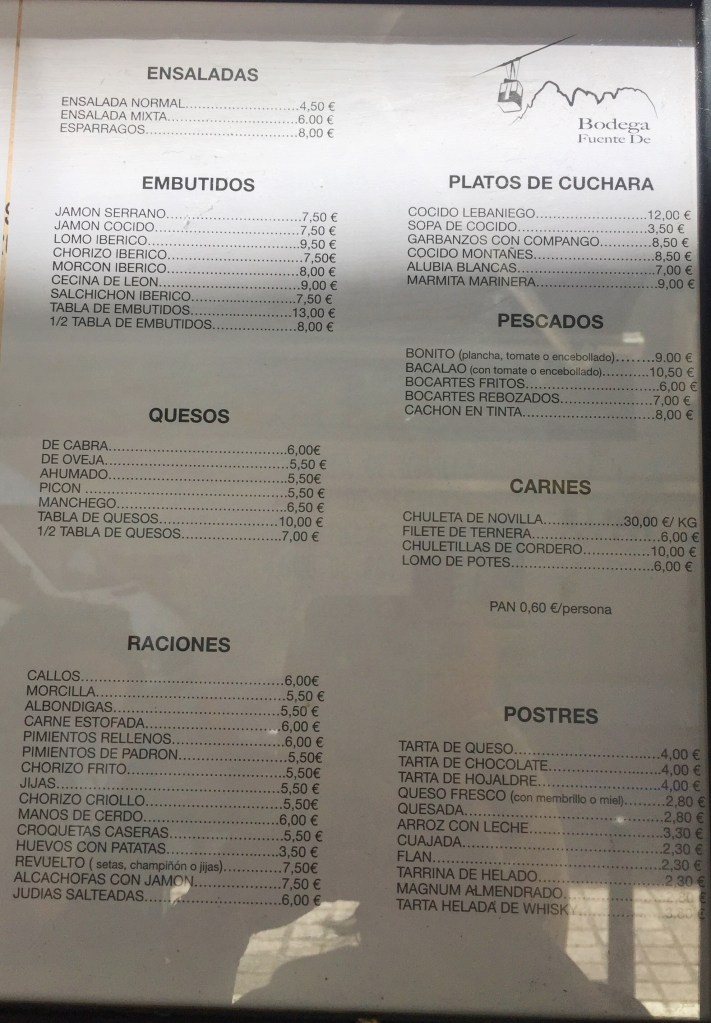 ENSALADAS
ENSALADA NORMAL....................4,50 €
ENSALADA MIXTA.......................6.00 €
ESPARRAGOS...........................8,00 €
EMBUTIDOS
JAMON SERRANO.......................7,50 €
JAMON COCIDO.........................7,50 €
LOMO IBERICO..........................9,50 €
CHORIZO IBERICO.......................7,50€
MORCON IBERICO.......................8,00 €
CECINA DE LEON........................9,00 €
SALCHICHON IBERICO..................7,50 €
TABLA DE EMBUTIDOS.................13,00 €
1/2 TABLA DE EMBUTIDOS..............8,00 €
QUESOS
DE CABRA..............................6,00€
DE OVEJA..............................5,50 €
AHUMADO..............................5,50€
PICON .................................5,50 €
MANCHEGO............................6,50 €
TABLA DE QUESOS....................10,00 €
1/2 TABLA DE QUESOS.................7,00 €
RACIONES
CALLOS.................................6,00€
MORCILLA..............................5,50 €
ALBONDIGAS...........................5,50 €
CARNE ESTOFADA.....................6,00 €
PIMIENTOS RELLENOS.................6,00 €
PIMIENTOS DE PADRON................5,50€
CHORIZO FRITO........................5,50€
JIJAS....................................5,50 €
CHORIZO CRIOLLO.....................5,50€
MANOS DE CERDO.....................6,00 €
CROQUETAS CASERAS.................5,50 €
HUEVOS CON PATATAS.................3,50 €
REVUELTO ( setas, champiñón o jijas)............7,50€
ALCACHOFAS CON JAMON.............7,50 €
JUDIAS SALTEADAS....................6,00 €
Bodega
Fuente De
PLATOS DE CUCHARA
COCIDO LEBANIEGO...................12,00 €
SOPA DE COCIDO.......................3,50 €
GARBANZOS CON COMPANGO.........8,50 €
COCIDO MONTAÑES....................8,50 €
ALUBIA BLANCAS.......................7,00 €
MARMITA MARINERA...................9,00 €
PESCADOS
BONITO (plancha, tomate o encebollado)........9.00 €
BACALAO (con tomate o encebollado)..........10,50 €
BOCARTES FRITOS......................6,00 €
BOCARTES REBOZADOS................7,00 €
CACHON EN TINTA......................8,00 €
CARNES
CHULETA DE NOVILLA..............30,00 €/ KG
FILETE DE TERNERA....................6,00 €
CHULETILLAS DE CORDERO...........10,00 €
LOMO DE POTES........................6,00 €
PAN 0,60 €/persona
POSTRES
TARTA DE QUESO.......................4,00 €
TARTA DE CHOCOLATE.................4,00 €
TARTA DE HOJALDRE...................4,00 €
QUESO FRESCO (con membrillo o miel).......2,80 €
QUESADA..............................2,80 €
ARROZ CON LECHE.....................3,30 €
CUAJADA..............................2,30 €
FLAN...................................2,30 €
TARRINA DE HELADO...................2,30 €
MAGNUM ALMENDRADO
TARTA HELADA DE WHISKY